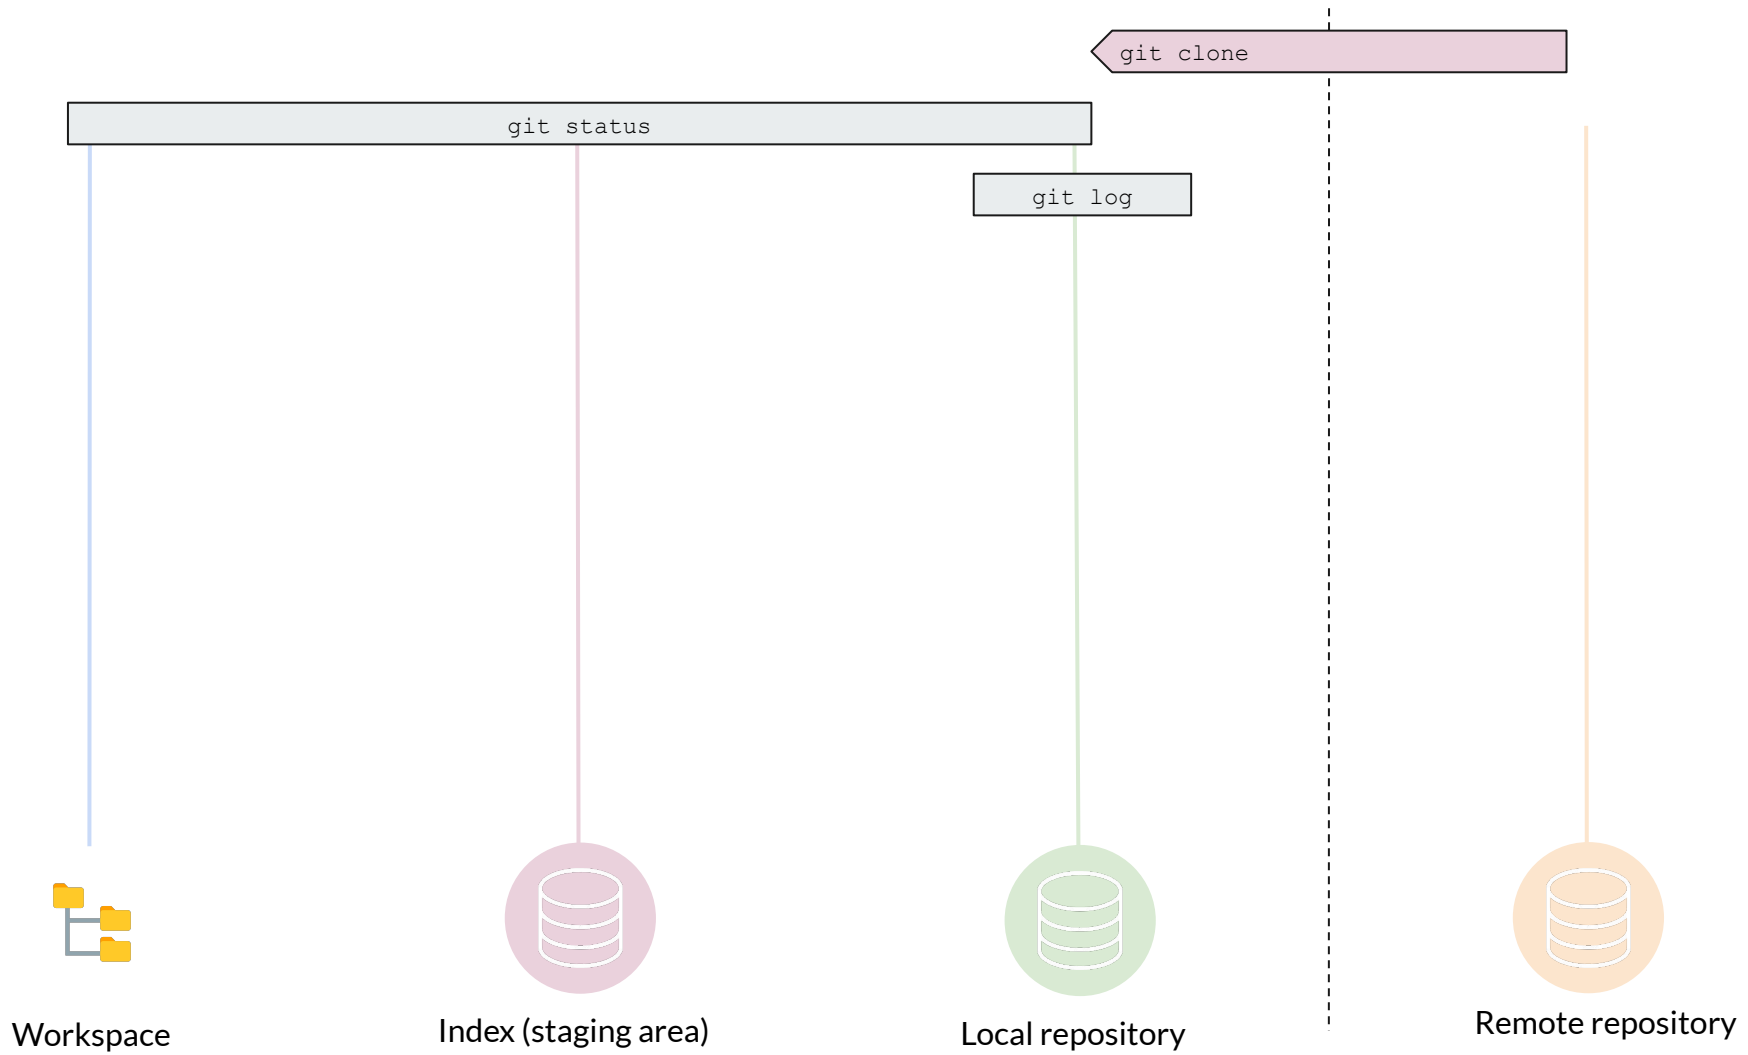 git clone
git status
git log
Workspace
Index (staging area)
Local repository
Remote repository